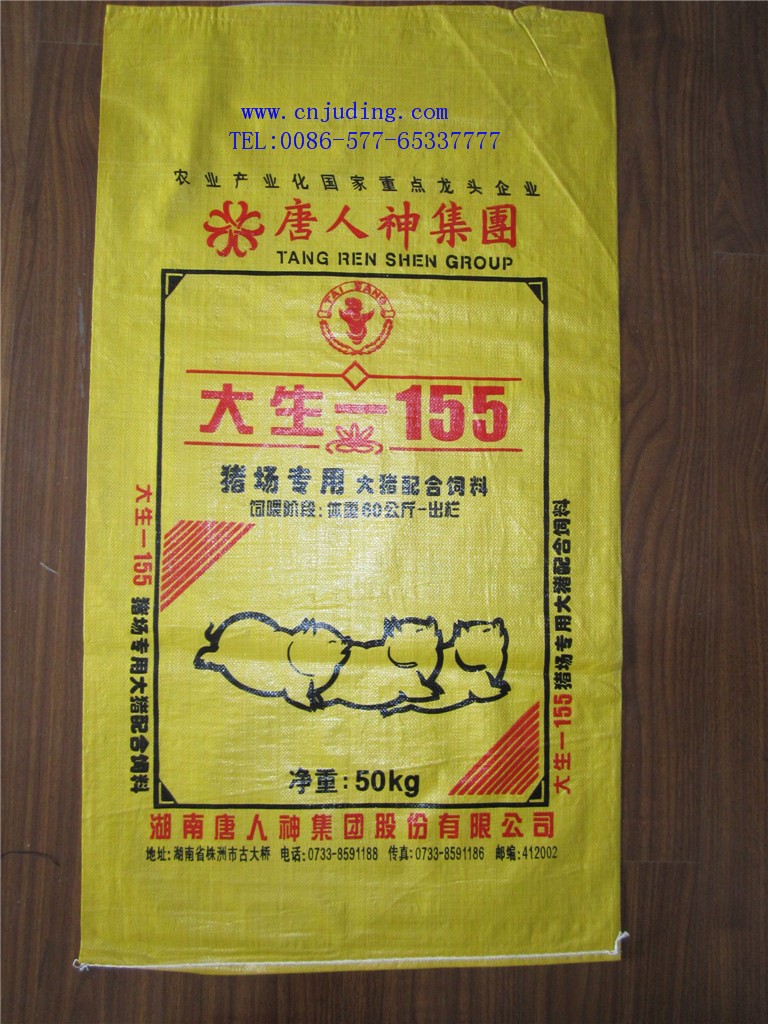 www.cnjuding.com
TEL:0086-577-65337777
农业产业化国家重点龙头企业
唐人神集團
TANG REN SHEN GROUP
TAI WANG
大生一155
猪场专用 大猪配合饲料
饲喂阶段:体重60公斤-出栏
大生一155 猪场专用大猪配合饲料
大生一155 猪场专用大猪配合饲料
净重:50kg
湖南唐人神集团股份有限公司
地址:湖南省株洲市古大桥 电话:0733-8591188 传真:0733-8591186 邮编:412002